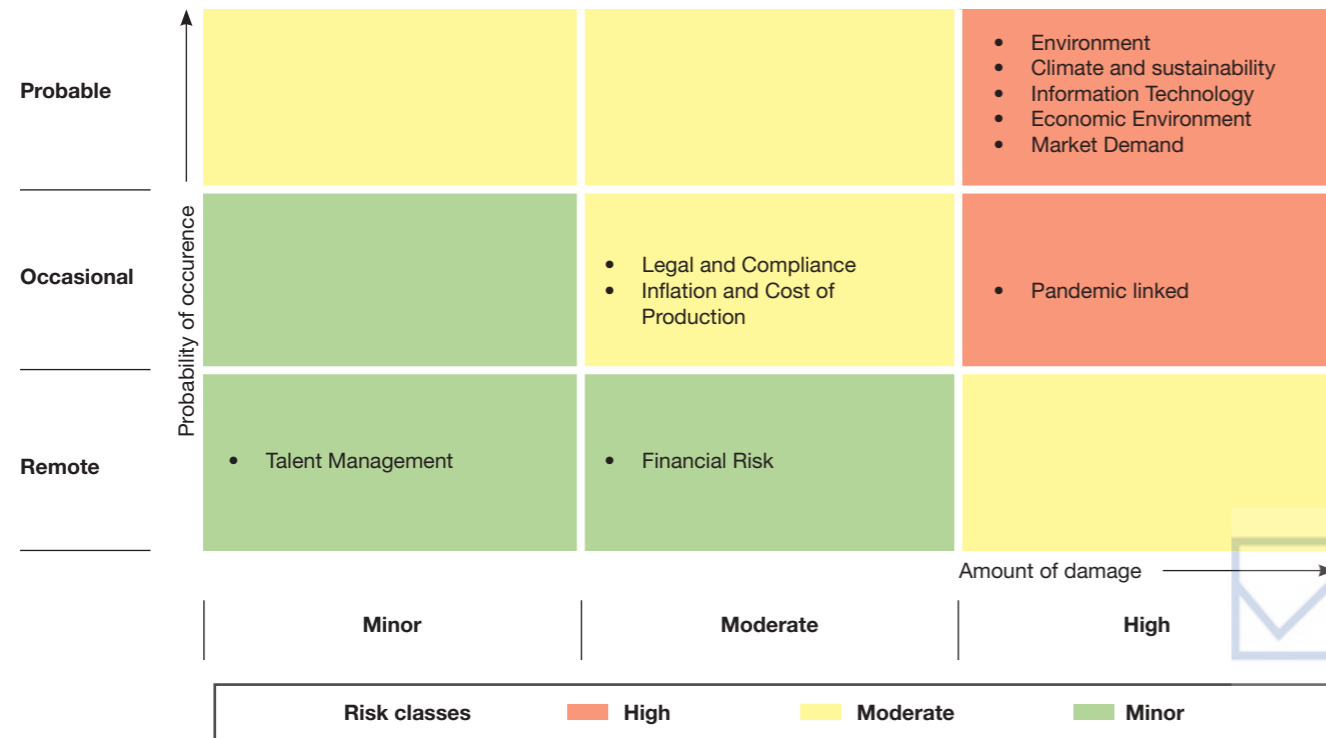 Probable
• Environment
• Climate and sustainability
• Information Technology
• Economic Environment
• Market Demand
Probability of occurence
Occasional
• Legal and Compliance
• Inflation and Cost of
Production
• Pandemic linked
Remote
• Talent Management
• Financial Risk
Amount of damage
Minor
Moderate
High
Risk classes
High
Moderate
Minor